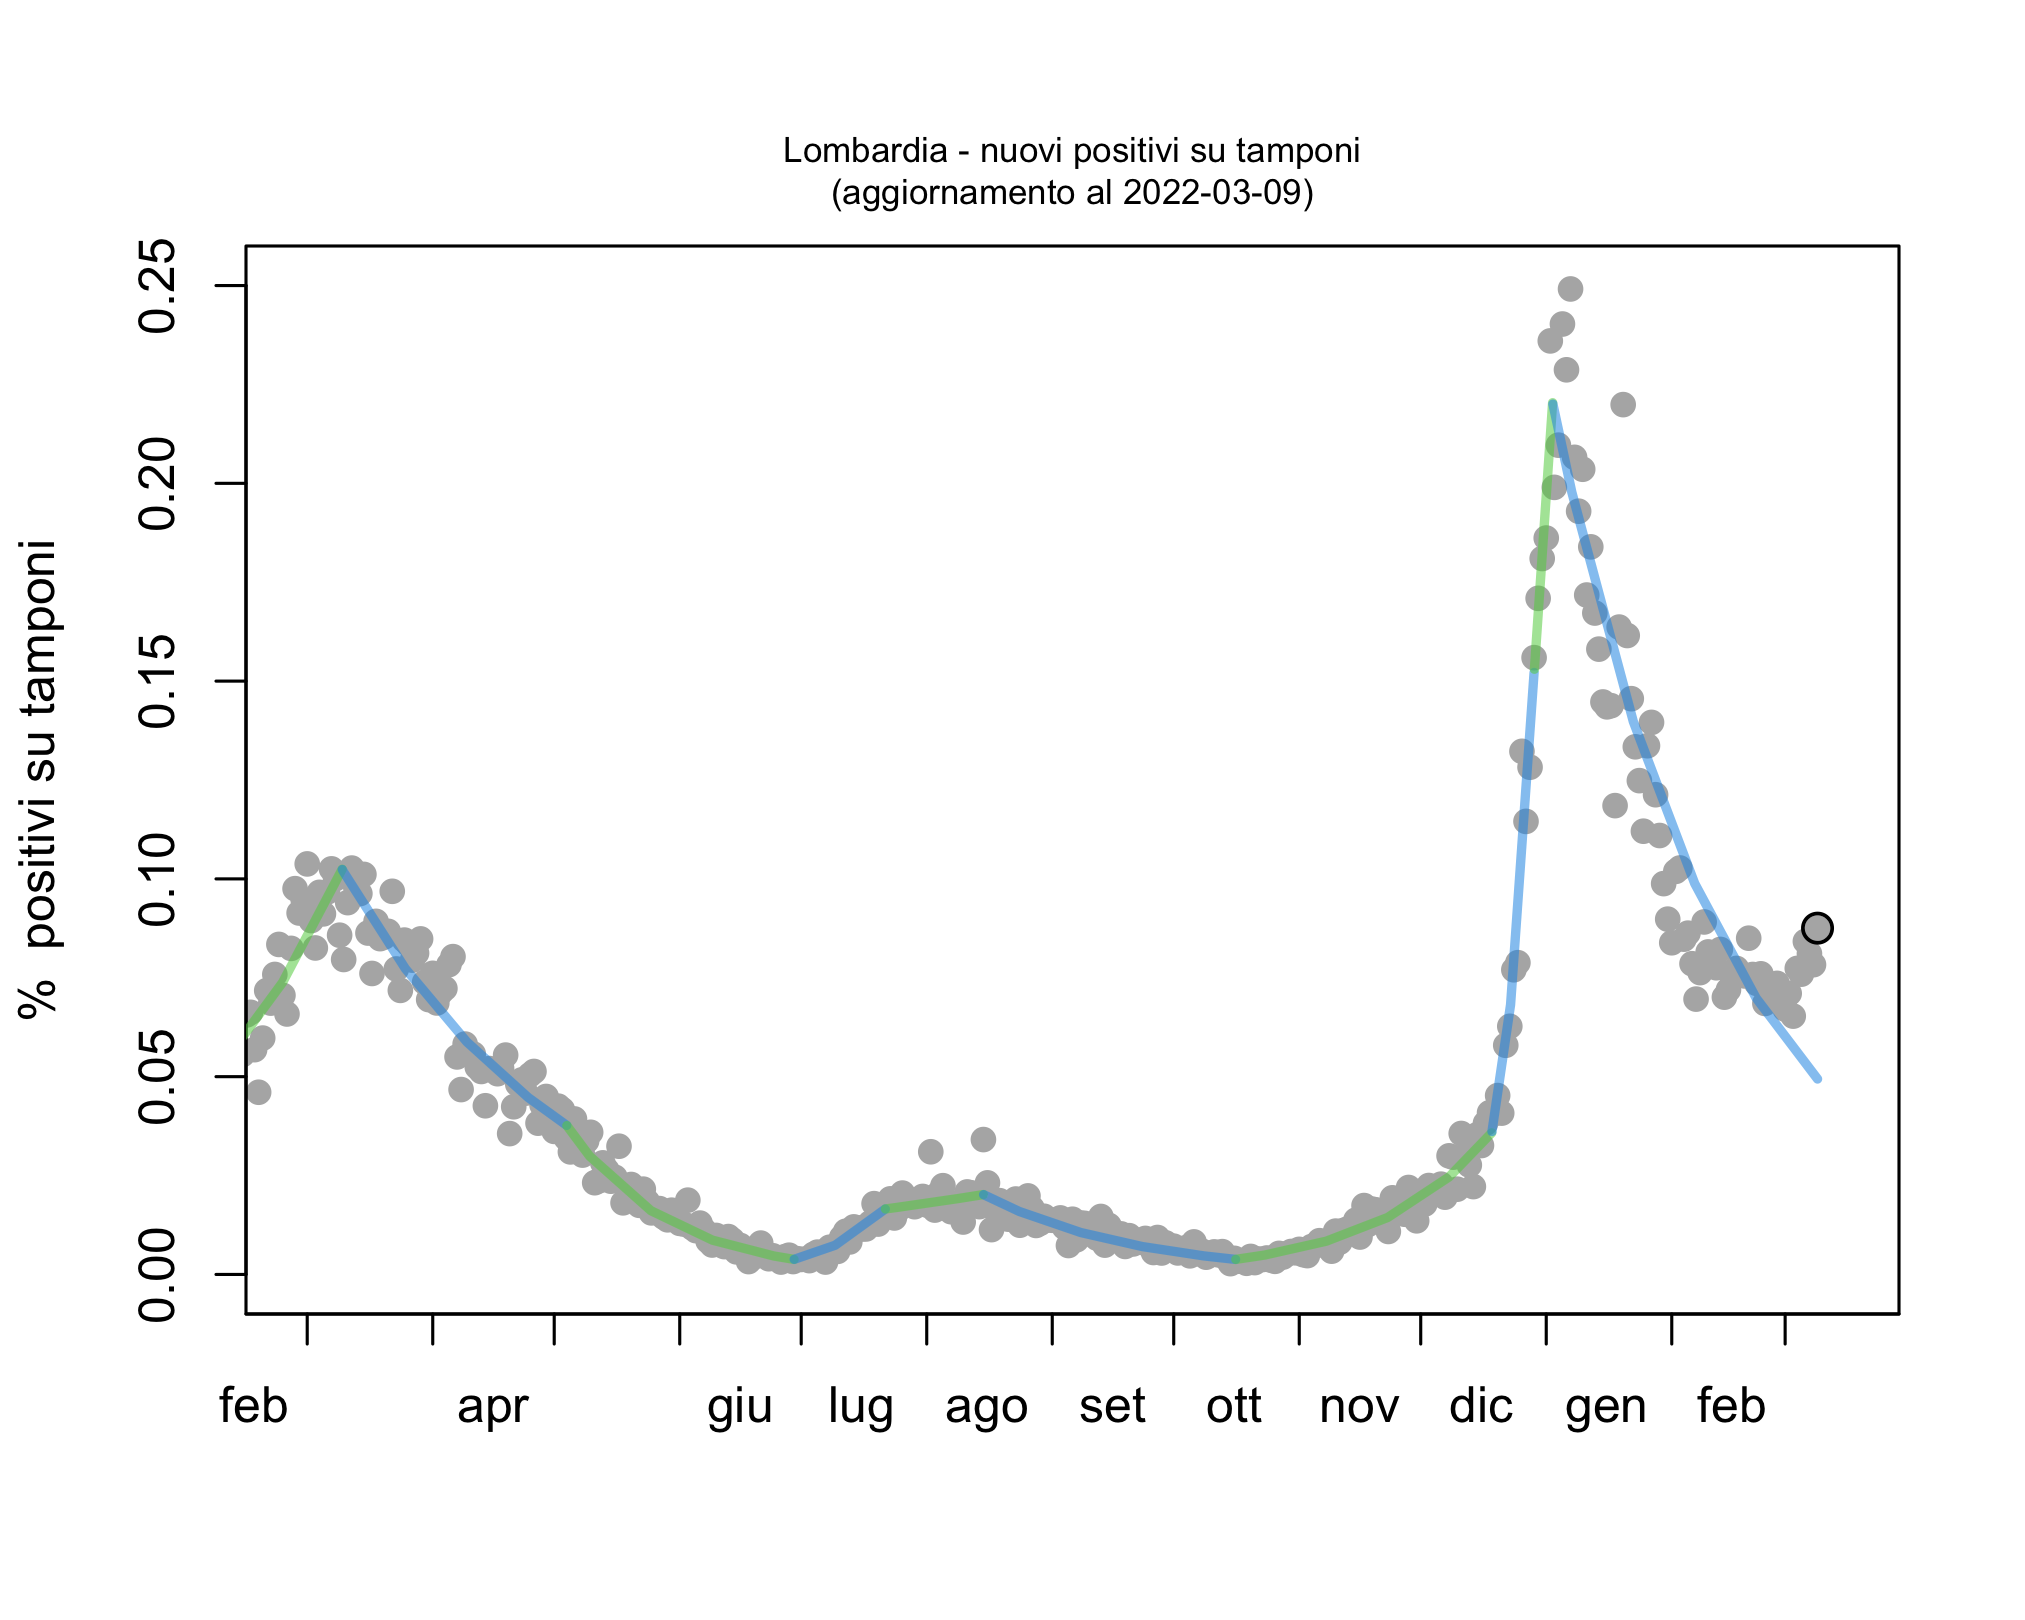 Lombardia - nuovi positivi su tamponi
(aggiornamento al 2022-03-09)
% positivi su tamponi
0.25
0.20
0.15
0.10
0.05
0.00
feb apr giu lug ago set ott nov dic gen feb